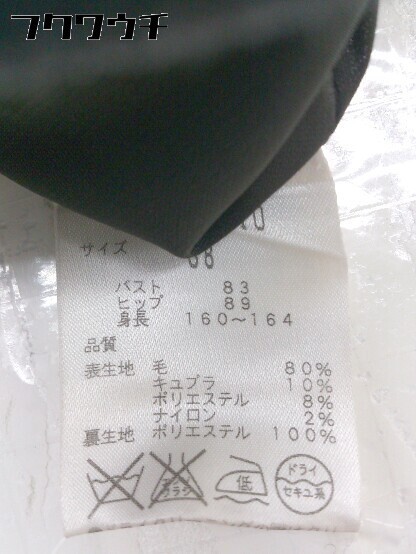 フクワウチ
サイズ
バスト 83
ヒップ 89
身長 160～164
品質
表生地 毛 80%
キュプラ 10%
ポリエステル 8%
ナイロン 2%
裏生地 ポリエステル 100%
低
ドライ
セキユ系